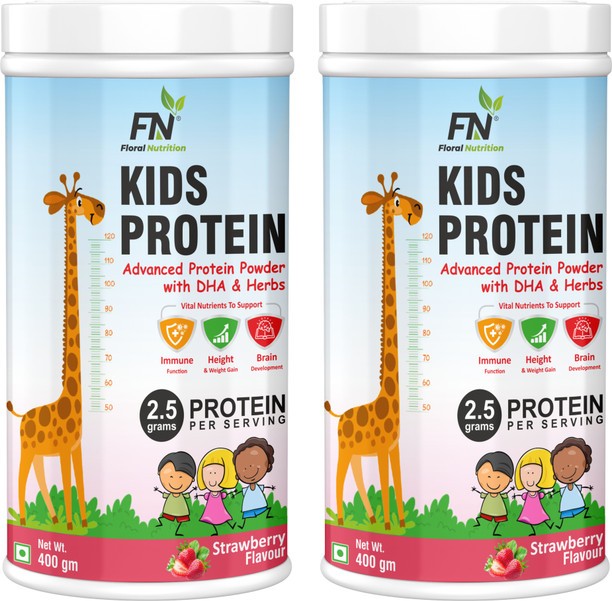 FN®
Floral Nutrition
KIDS
PROTEIN
Advanced Protein Powder
with DHA & Herbs
Vital Nutrients To Support
Immune
Function
Height
& Weight Gain
Brain
Development
120
110
100
90
80
70
60
50
2.5
grams
PROTEIN
PER SERVING
Net Wt.
400 gm
Strawberry
Flavour
FN®
Floral Nutrition
KIDS
PROTEIN
Advanced Protein Powder
with DHA & Herbs
Vital Nutrients To Support
Immune
Function
Height
& Weight Gain
Brain
Development
120
110
100
90
80
70
60
50
2.5
grams
PROTEIN
PER SERVING
Net Wt.
400 gm
Strawberry
Flavour